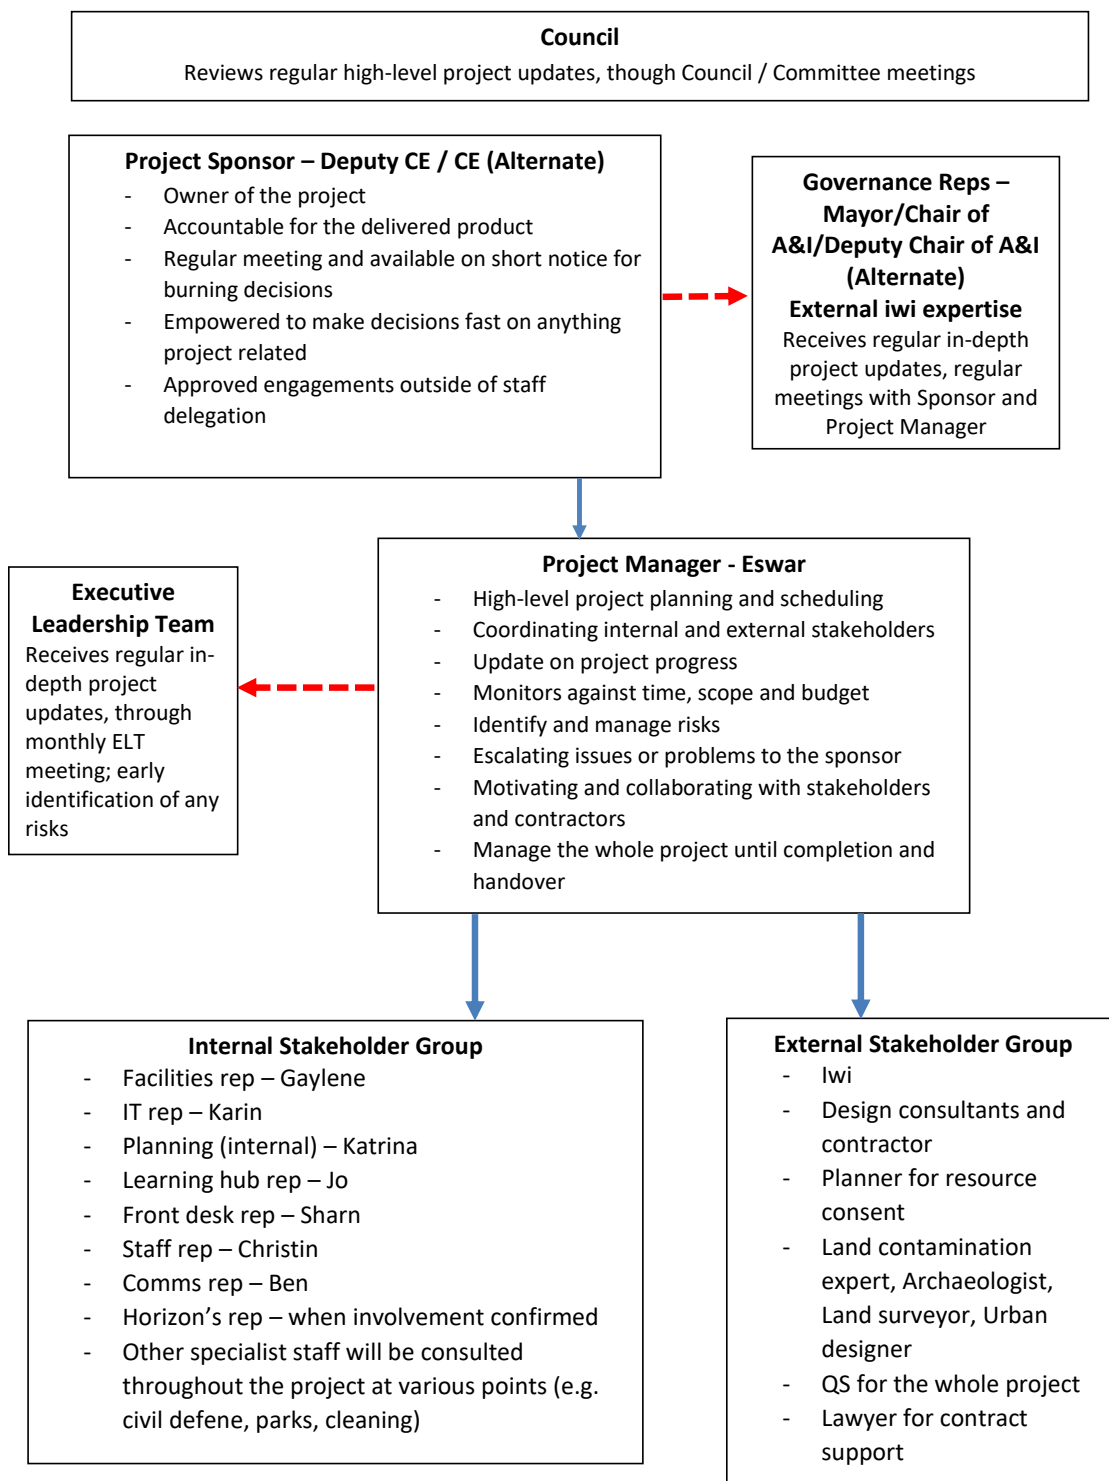 Council
Reviews regular high-level project updates, though Council / Committee meetings
Project Sponsor – Deputy CE / CE (Alternate)
- Owner of the project
- Accountable for the delivered product
- Regular meeting and available on short notice for
burning decisions
- Empowered to make decisions fast on anything
project related
- Approved engagements outside of staff
delegation
Governance Reps –
Mayor/Chair of
A&I/Deputy Chair of A&I
(Alternate)
External iwi expertise
Receives regular in-depth
project updates, regular
meetings with Sponsor and
Project Manager
Project Manager - Eswar
- High-level project planning and scheduling
- Coordinating internal and external stakeholders
- Update on project progress
- Monitors against time, scope and budget
- Identify and manage risks
- Escalating issues or problems to the sponsor
- Motivating and collaborating with stakeholders
and contractors
- Manage the whole project until completion and
handover
Executive
Leadership Team
Receives regular in-
depth project
updates, through
monthly ELT
meeting; early
identification of any
risks
Internal Stakeholder Group
- Facilities rep – Gaylene
- IT rep – Karin
- Planning (internal) – Katrina
- Learning hub rep – Jo
- Front desk rep – Sharn
- Staff rep – Christin
- Comms rep – Ben
- Horizon's rep – when involvement confirmed
- Other specialist staff will be consulted
throughout the project at various points (e.g.
civil defene, parks, cleaning)
External Stakeholder Group
- Iwi
- Design consultants and
contractor
- Planner for resource
consent
- Land contamination
expert, Archaeologist,
Land surveyor, Urban
designer
- QS for the whole project
- Lawyer for contract
support